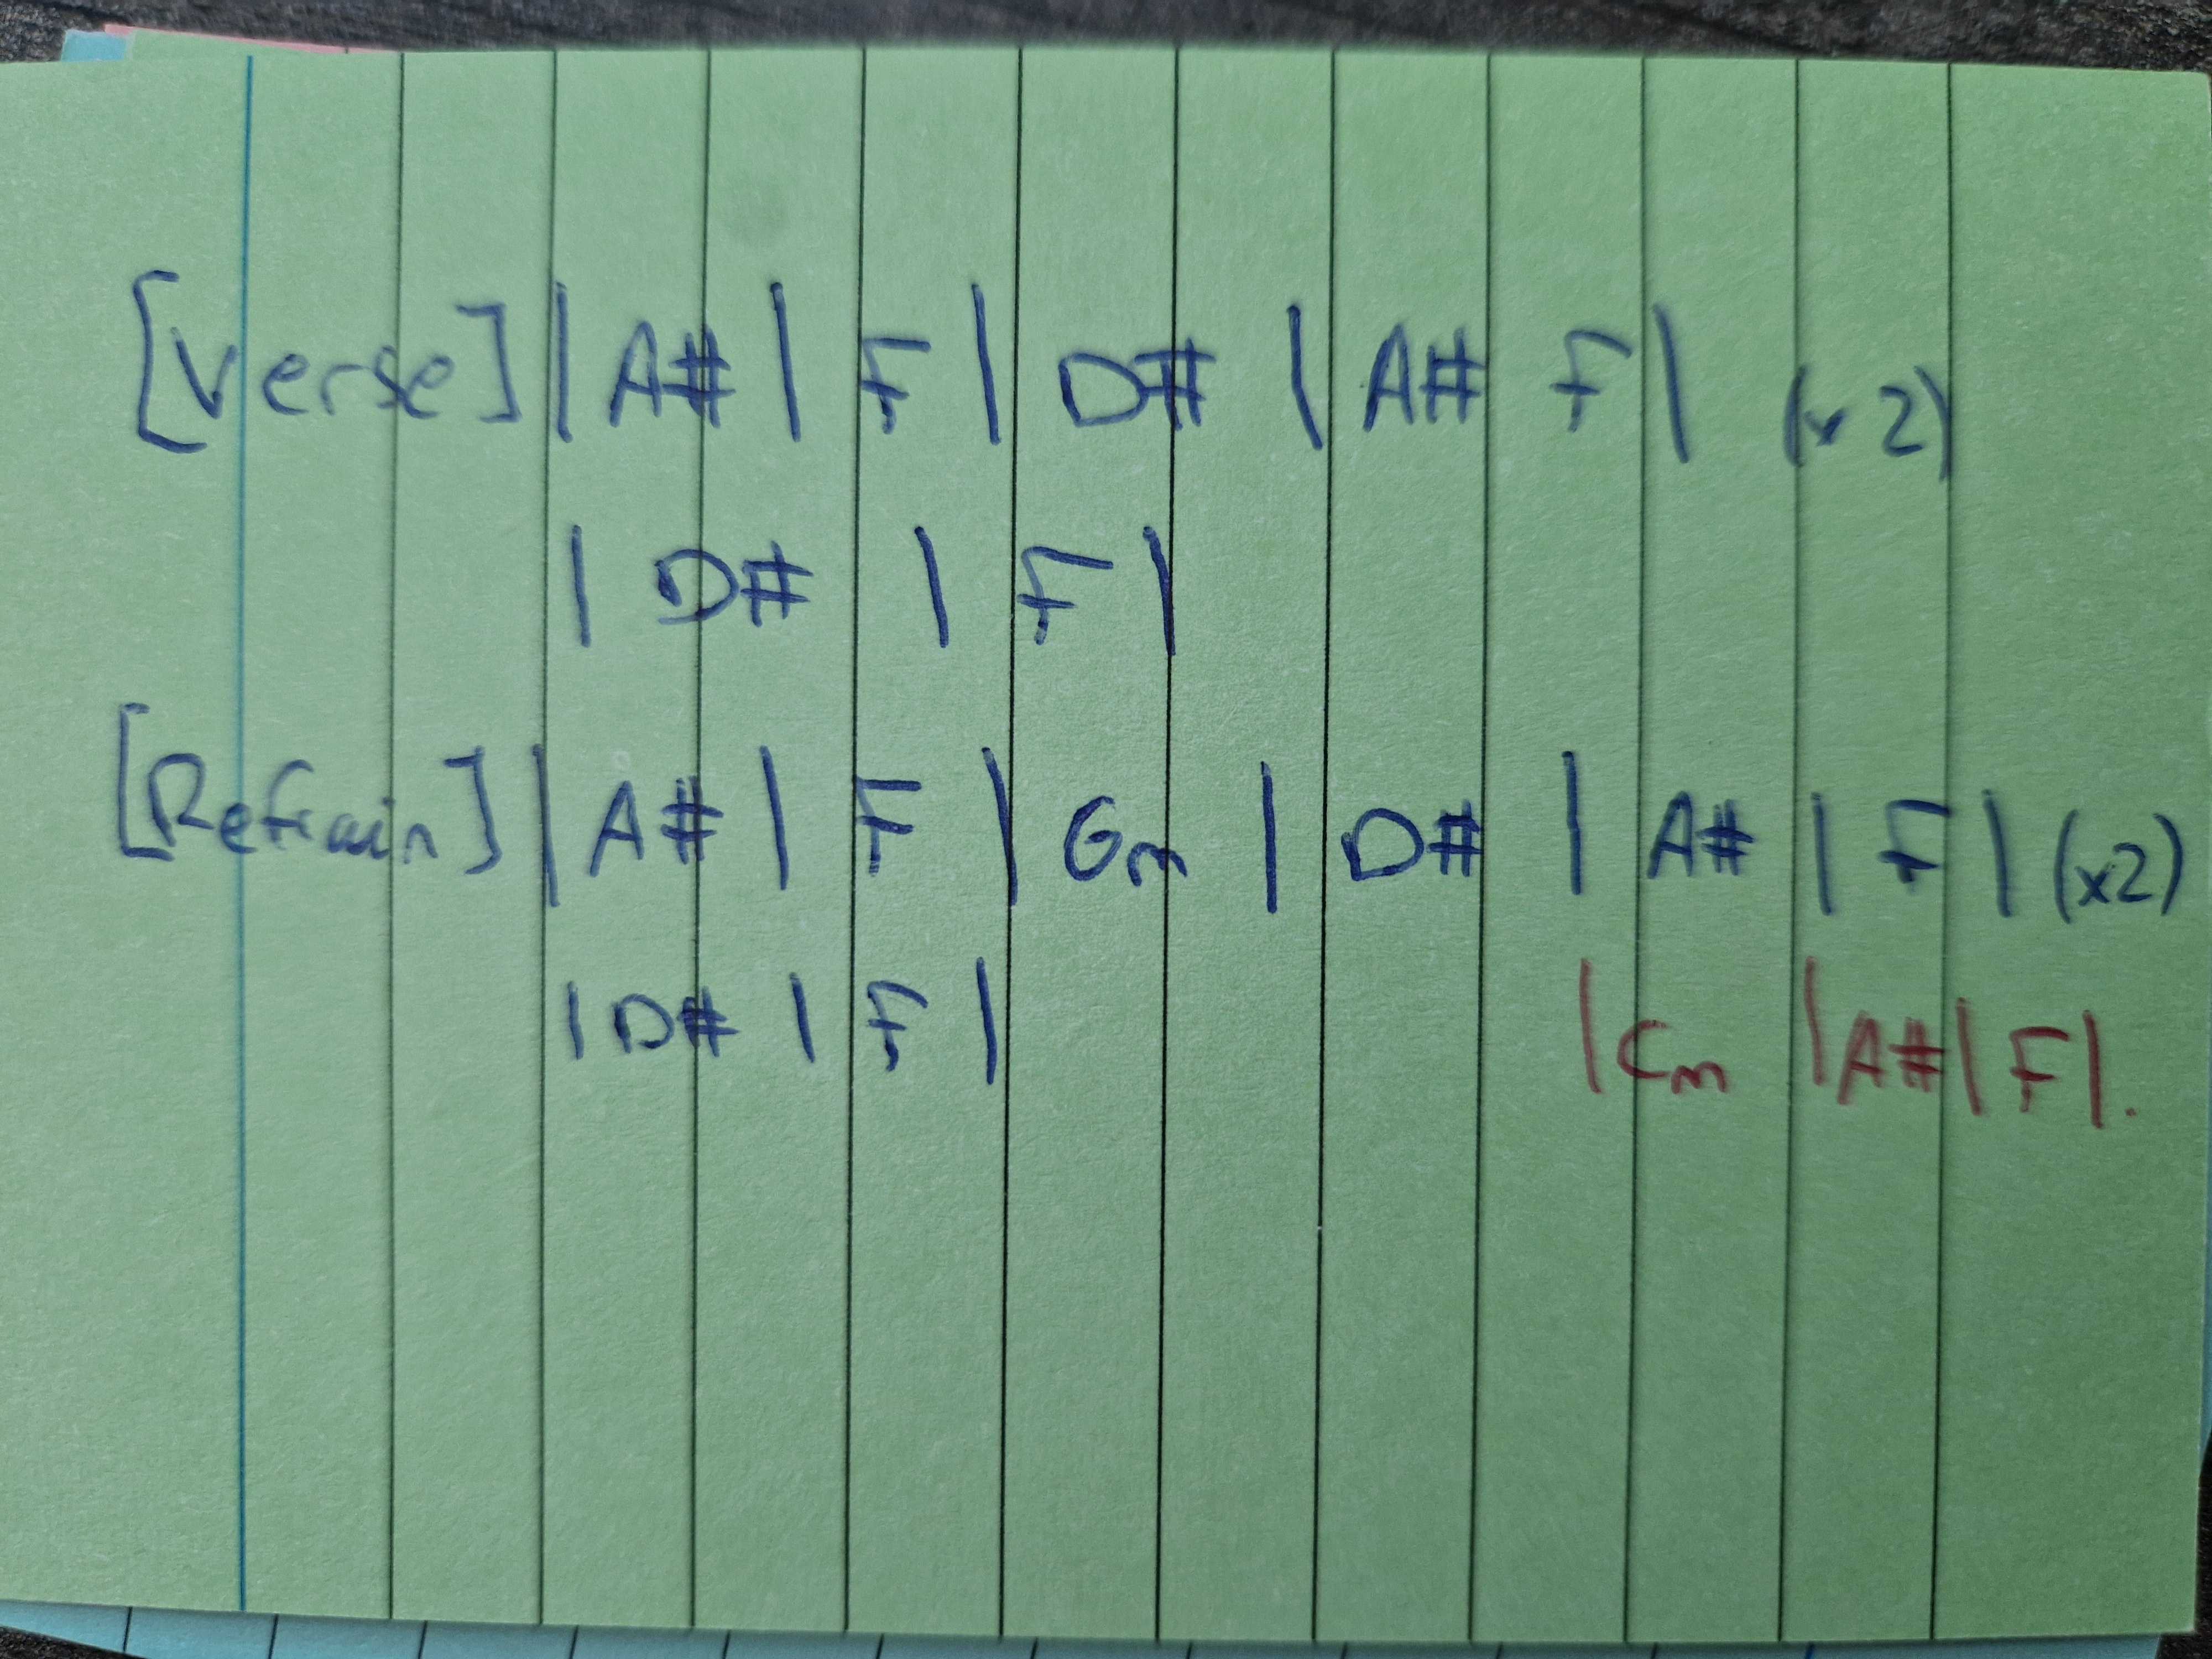 [Verse] | A# | F | D# | A# F | (x2)
| D# | F |
[Refrain] | A# | F | Gm | D# | A# | F | (x2)
| D# | F | | Cm | A# | F |.